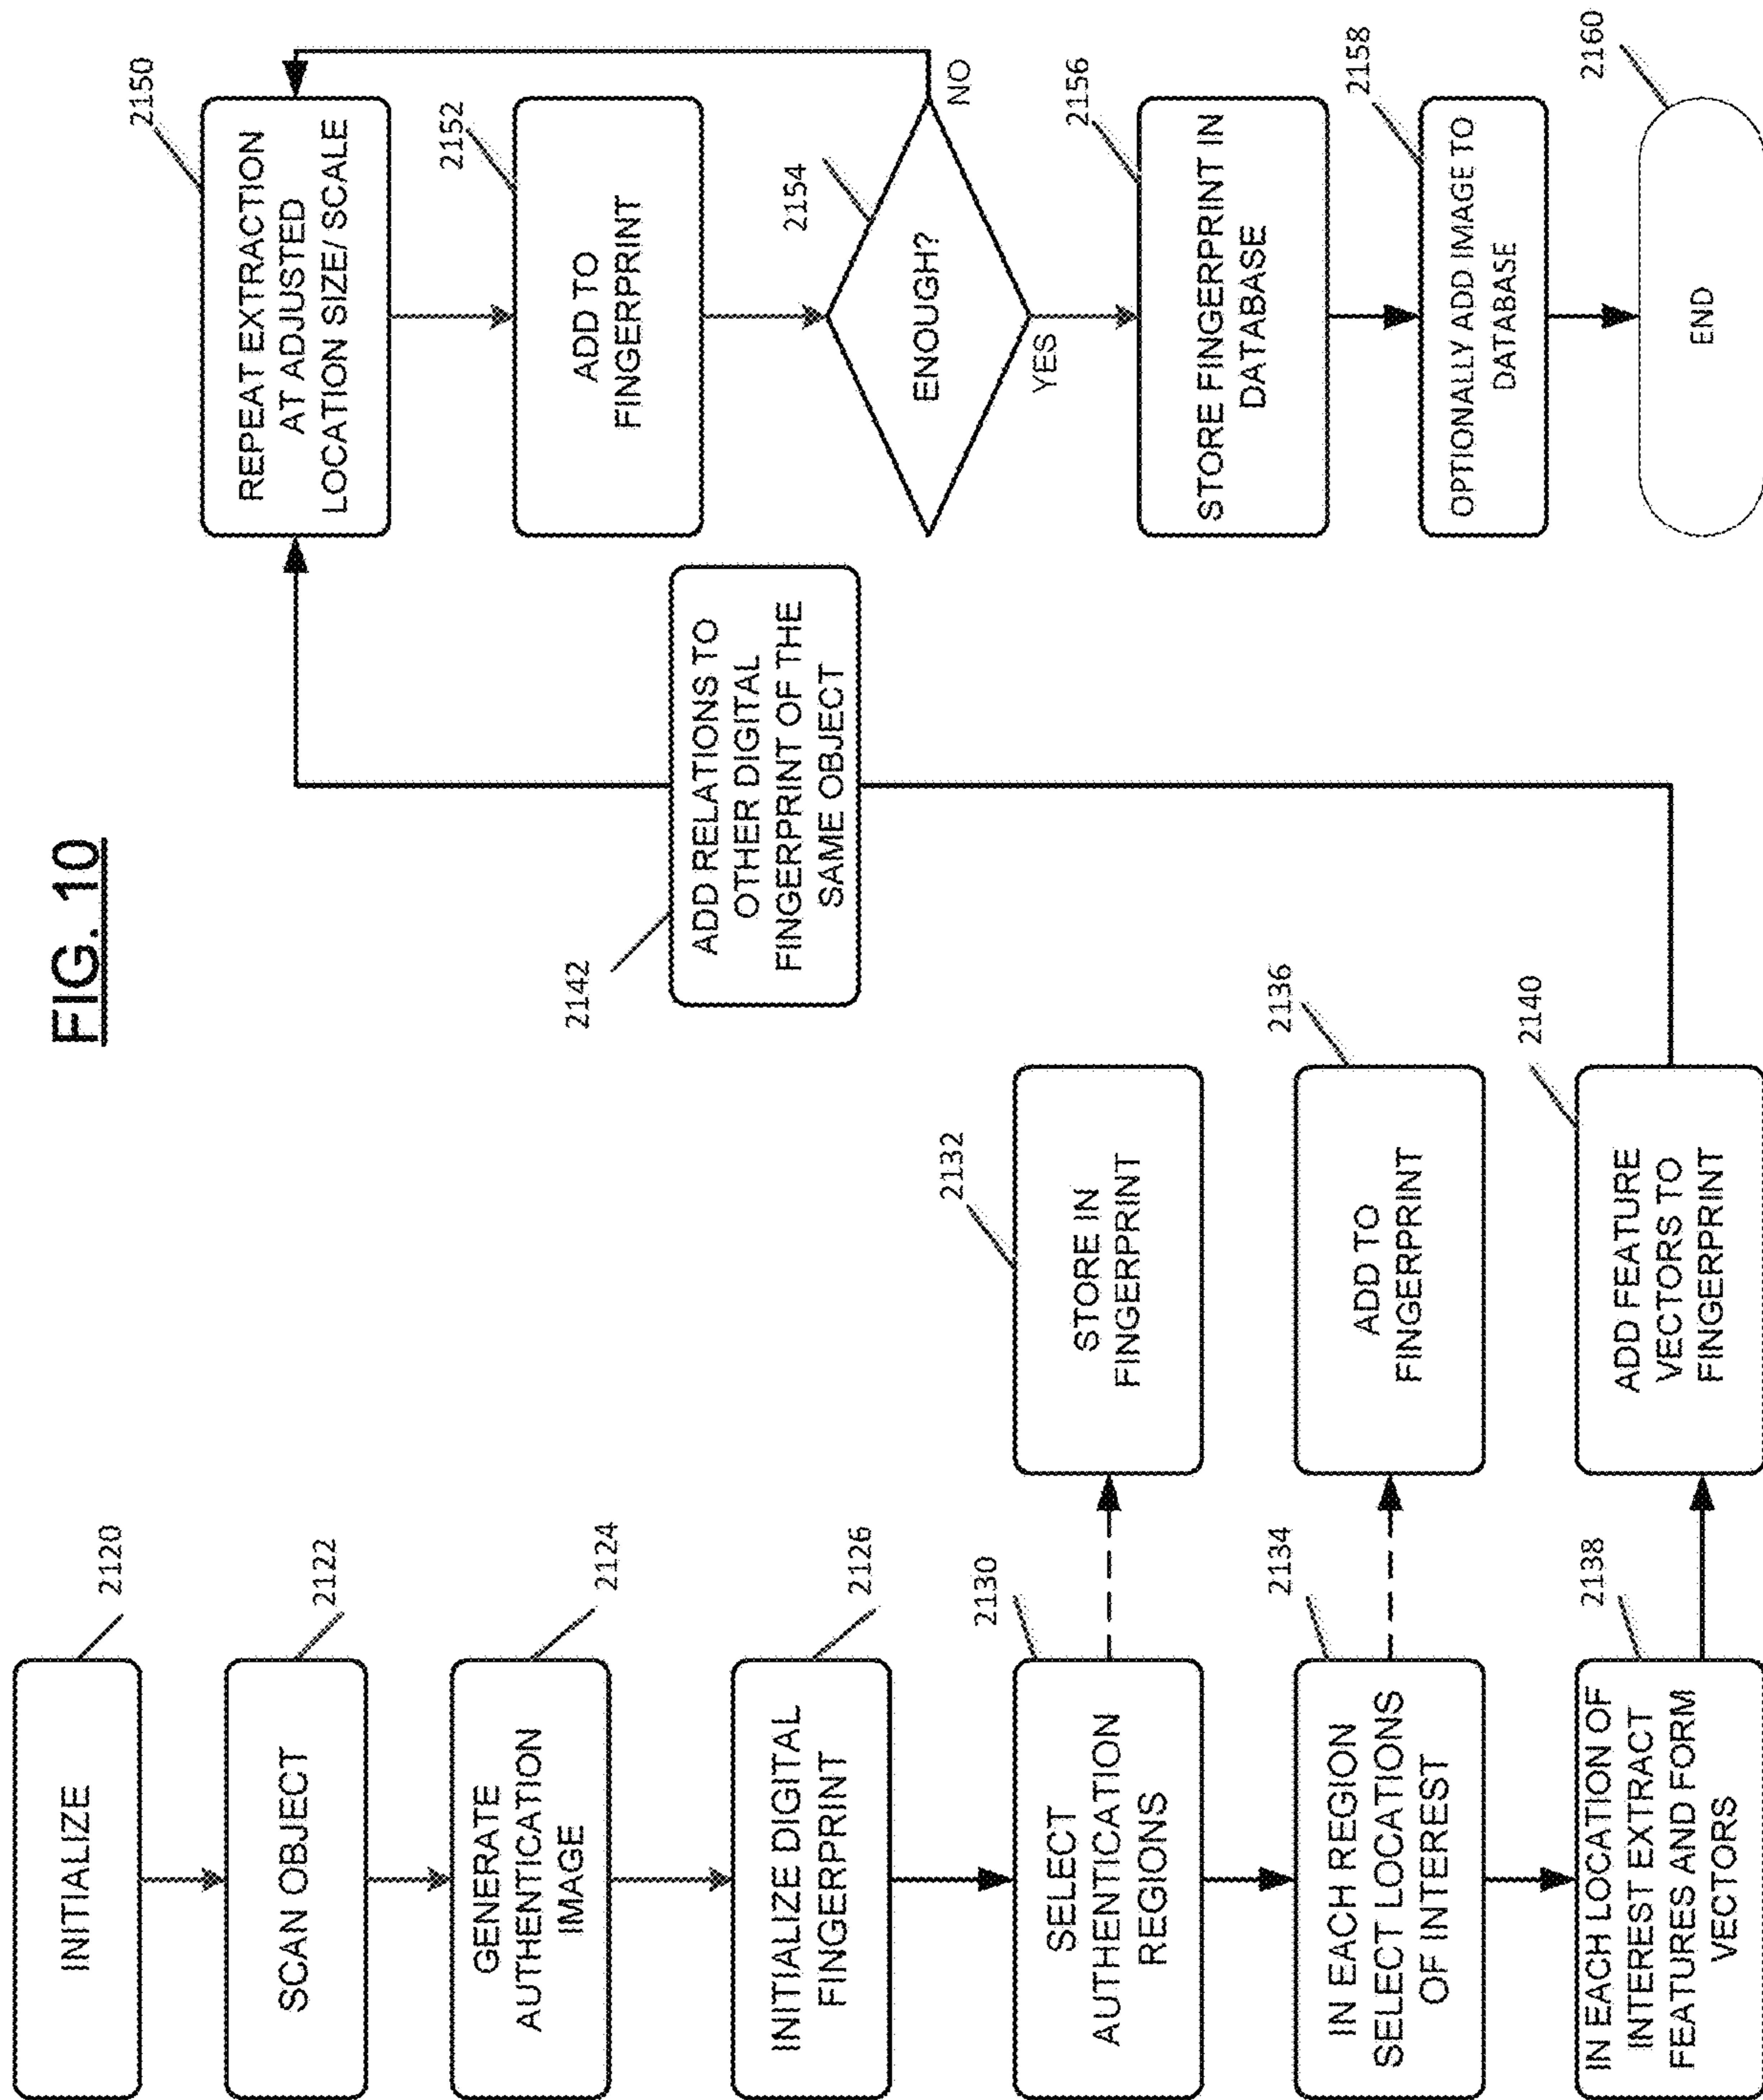 FIG. 10
INITIALIZE
2120
SCAN OBJECT
2122
GENERATE
AUTHENTICATION
IMAGE
2124
INITIALIZE DIGITAL
FINGERPRINT
2126
SELECT
AUTHENTICATION
REGIONS
2130
STORE IN
FINGERPRINT
2132
IN EACH REGION
SELECT LOCATIONS
OF INTEREST
2134
ADD TO
FINGERPRINT
2136
IN EACH LOCATION OF
INTEREST EXTRACT
FEATURES AND FORM
VECTORS
2138
ADD FEATURE
VECTORS TO
FINGERPRINT
2140
ADD RELATIONS TO
OTHER DIGITAL
FINGERPRINT OF THE
SAME OBJECT
2142
REPEAT EXTRACTION
AT ADJUSTED
LOCATION SIZE/ SCALE
2150
ADD TO
FINGERPRINT
2152
ENOUGH?
2154
NO
YES
STORE FINGERPRINT IN
DATABASE
2156
OPTIONALLY ADD IMAGE TO
DATABASE
2158
END
2160